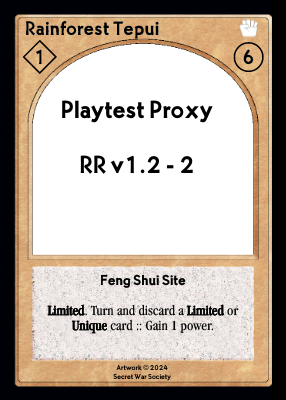 Rainforest Tepui
1
6
Playtest Proxy
RR v1.2 - 2
Feng Shui Site
Limited. Turn and discard a Limited or
Unique card :: Gain 1 power.
Artwork © 2024
Secret War Society